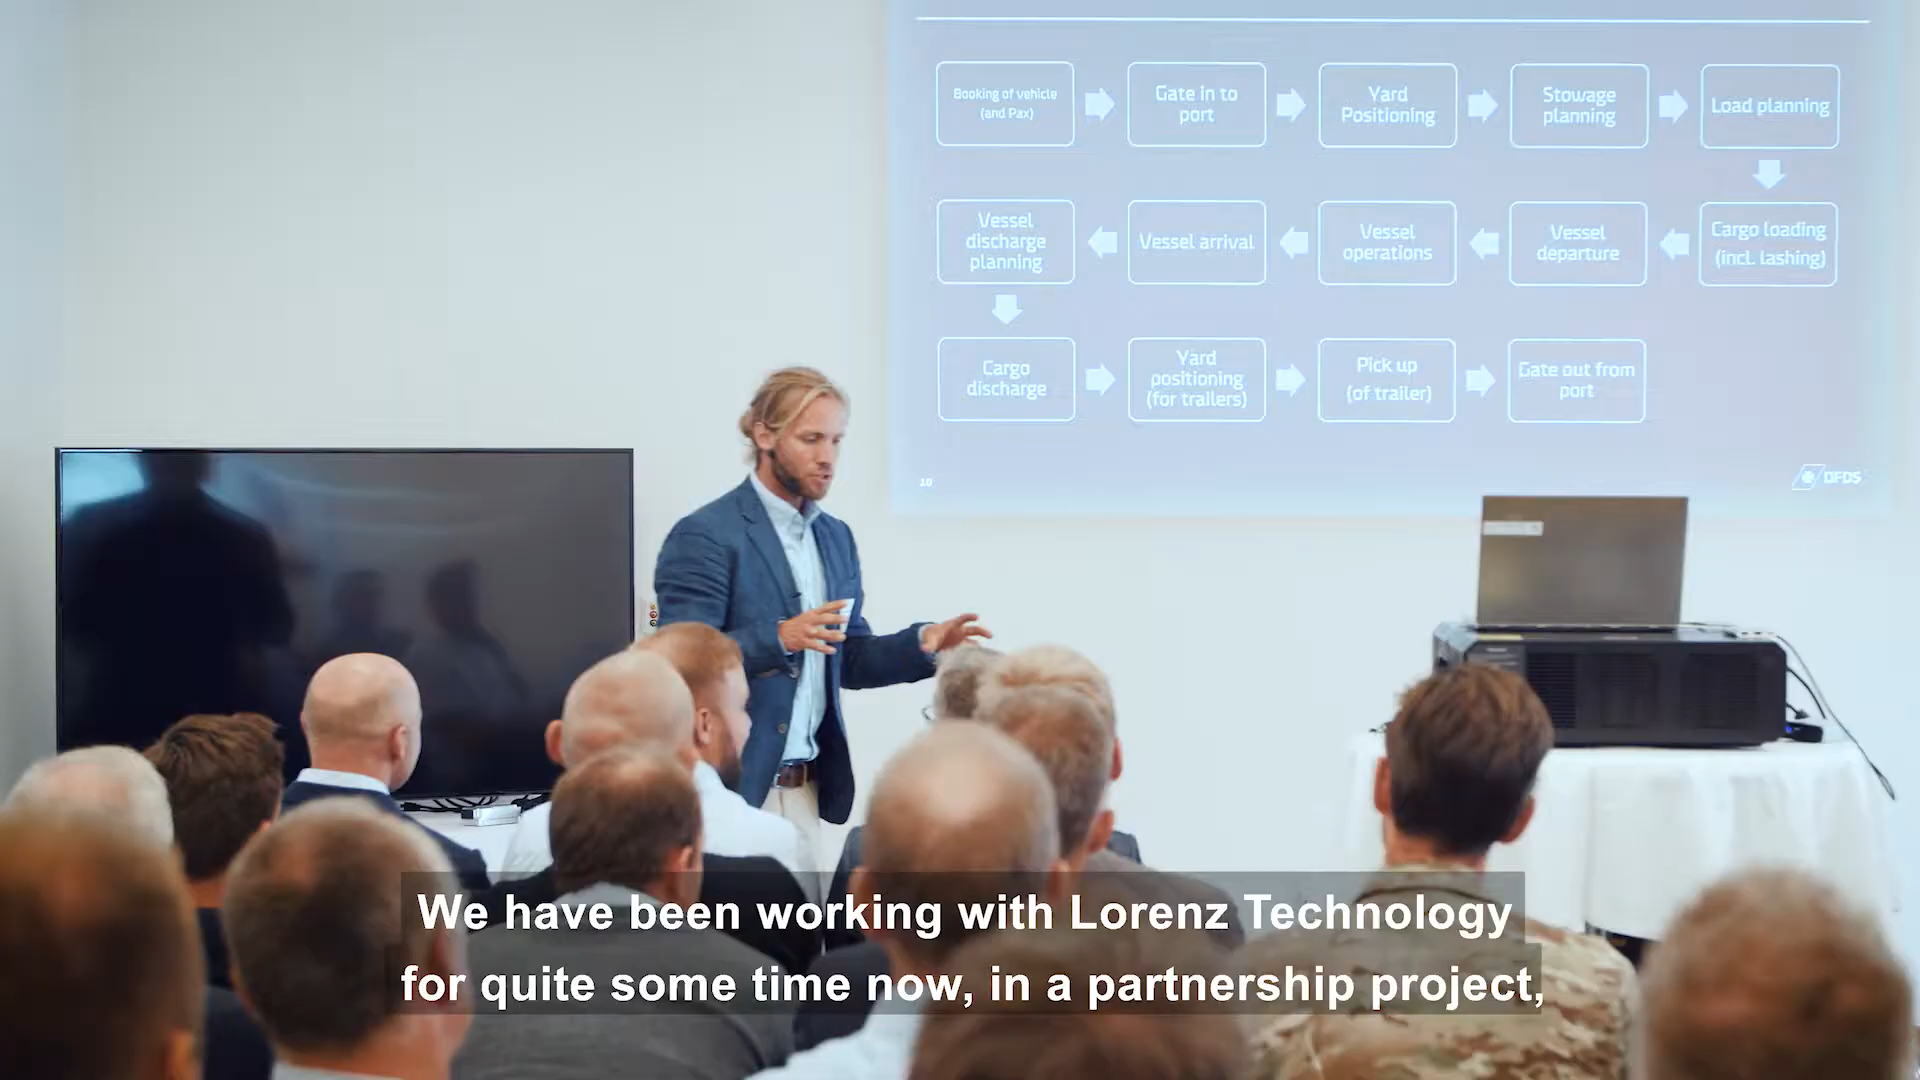 Booking of vehicle
(and Pax)
Gate in to
port
Yard
Positioning
Stowage
planning
Load planning
Vessel
discharge
planning
Vessel arrival
Vessel
operations
Vessel
departure
Cargo loading
(incl. lashing)
Cargo
discharge
Yard
positioning
(for trailers)
Pick up
(of trailer)
Gate out from
port
10
DFDS
We have been working with Lorenz Technology
for quite some time now, in a partnership project,